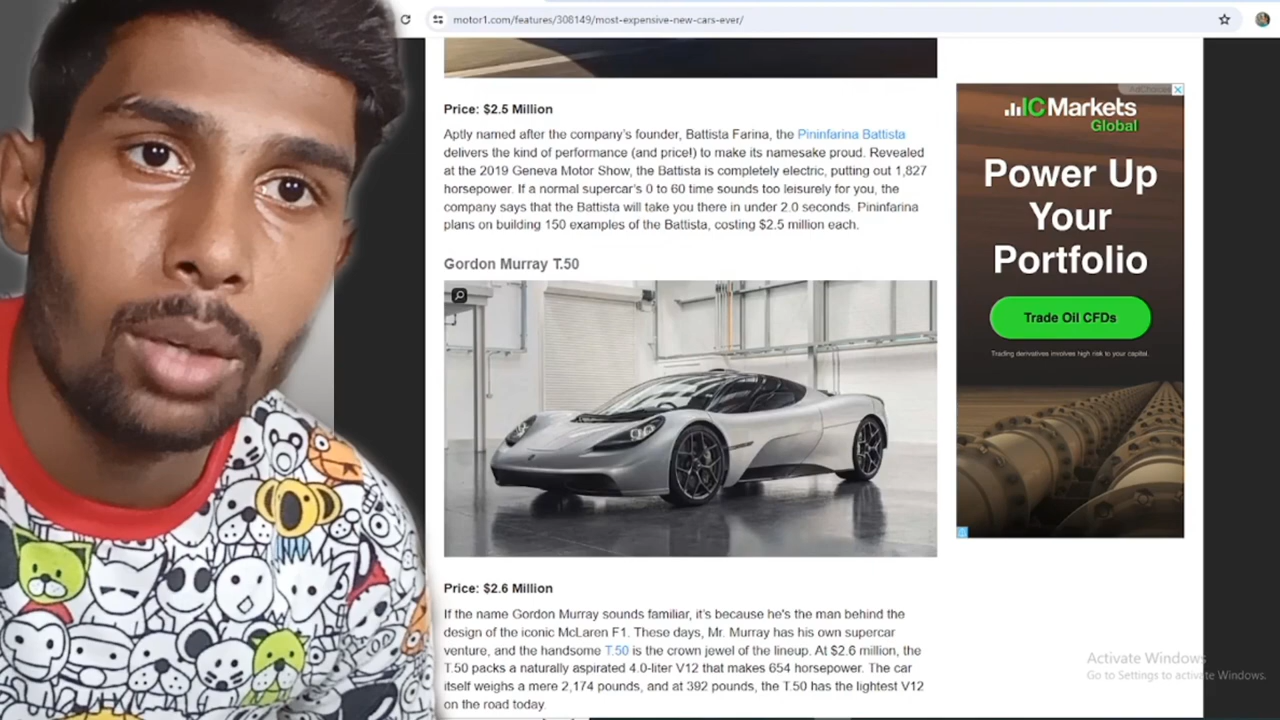 motor1.com/features/308149/most-expensive-new-cars-ever/
Price: $2.5 Million
Aptly named after the company's founder, Battista Farina, the Pininfarina Battista
delivers the kind of performance (and price!) to make its namesake proud. Revealed
at the 2019 Geneva Motor Show, the Battista is completely electric, putting out 1,827
horsepower. If a normal supercar's 0 to 60 time sounds too leisurely for you, the
company says that the Battista will take you there in under 2.0 seconds. Pininfarina
plans on building 150 examples of the Battista, costing $2.5 million each.
Gordon Murray T.50
Price: $2.6 Million
If the name Gordon Murray sounds familiar, it's because he's the man behind the
design of the iconic McLaren F1. These days, Mr. Murray has his own supercar
venture, and the handsome T.50 is the crown jewel of the lineup. At $2.6 million, the
T.50 packs a naturally aspirated 4.0-liter V12 that makes 654 horsepower. The car
itself weighs a mere 2,174 pounds, and at 392 pounds, the T.50 has the lightest V12
on the road today.
AdChoices
ICMarkets
Global
Power Up
Your
Portfolio
Trade Oil CFDs
Trading derivatives involves high risk to your capital.
Activate Windows
Go to Settings to activate Windows.